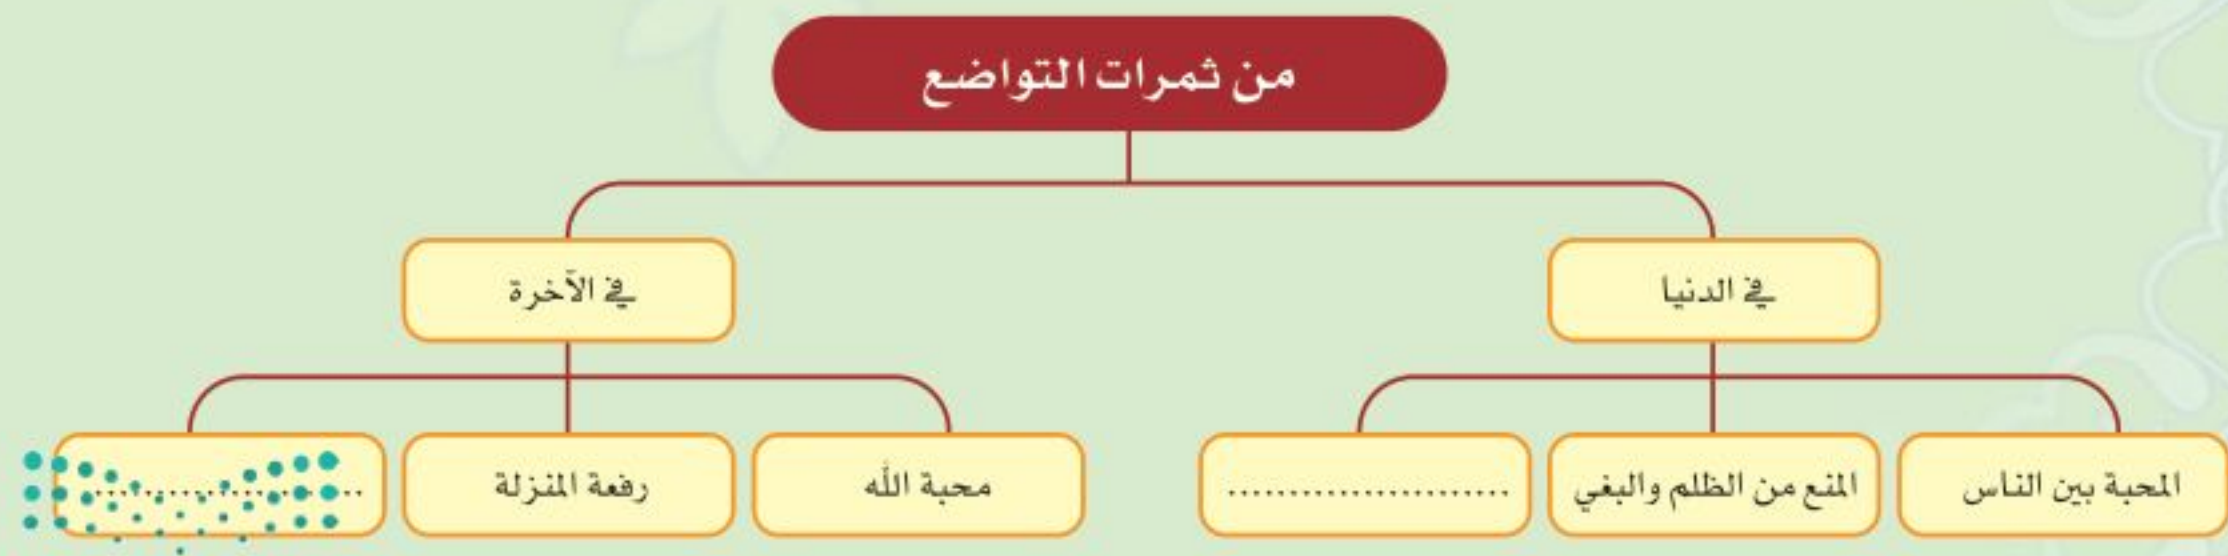 من ثمرات التواضع
في الدنيا
في الآخرة
المحبة بين الناس
المنع من الظلم والبغي
......................
محبة الله
رفعة المنزلة
......................